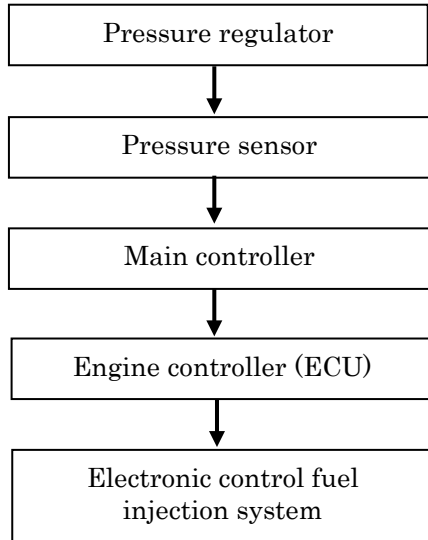 Pressure regulator
Pressure sensor
Main controller
Engine controller (ECU)
Electronic control fuel
injection system